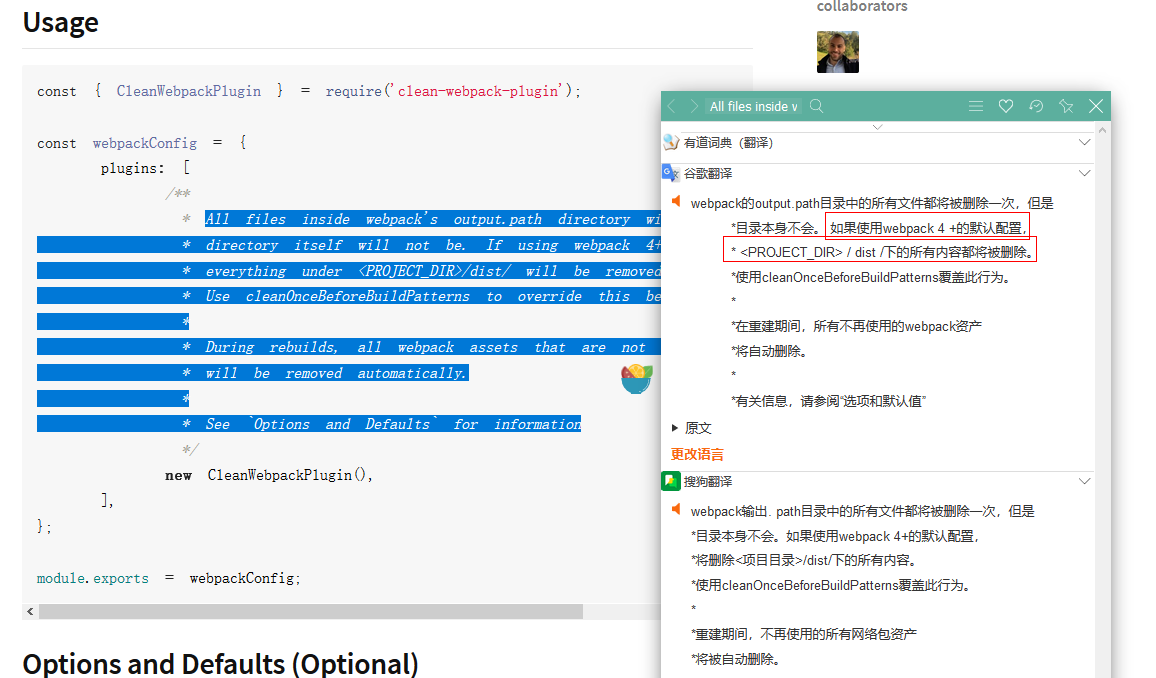 Usage
const { CleanWebpackPlugin } = require('clean-webpack-plugin');
const webpackConfig = {
plugins: [
/**
* All files inside webpack's output.path directory wi
* directory itself will not be. If using webpack 4+
* everything under <PROJECT_DIR>/dist/ will be removed
* Use cleanOnceBeforeBuildPatterns to override this be
*
* During rebuilds, all webpack assets that are not
* will be removed automatically.
*
* See `Options and Defaults` for information
*/
new CleanWebpackPlugin(),
],
};
module.exports = webpackConfig;
Options and Defaults (Optional)
collaborators
All files inside w
有道词典（翻译）
谷歌翻译
webpack的output.path目录中的所有文件都将被删除一次，但是
*目录本身不会。如果使用webpack 4 +的默认配置，
* <PROJECT_DIR> / dist /下的所有内容都将被删除。
*使用cleanOnceBeforeBuildPatterns覆盖此行为。
*
*在重建期间，所有不再使用的webpack资产
*将自动删除。
*
*有关信息，请参阅“选项和默认值”
原文
更改语言
搜狗翻译
webpack输出. path目录中的所有文件都将被删除一次，但是
*目录本身不会。如果使用webpack 4+的默认配置，
*将删除<项目目录>/dist/下的所有内容。
*使用cleanOnceBeforeBuildPatterns覆盖此行为。
*
*重建期间，不再使用的所有网络包资产
*将被自动删除。